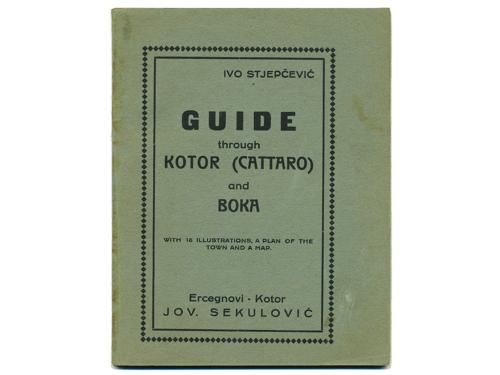 IVO STJEPČEVIĆ
GUIDE
through
KOTOR (CATTARO)
and
BOKA
WITH 16 ILLUSTRATIONS, A PLAN OF THE
TOWN AND A MAP.
Ercegnovi - Kotor
JOV. SEKULOVIĆ